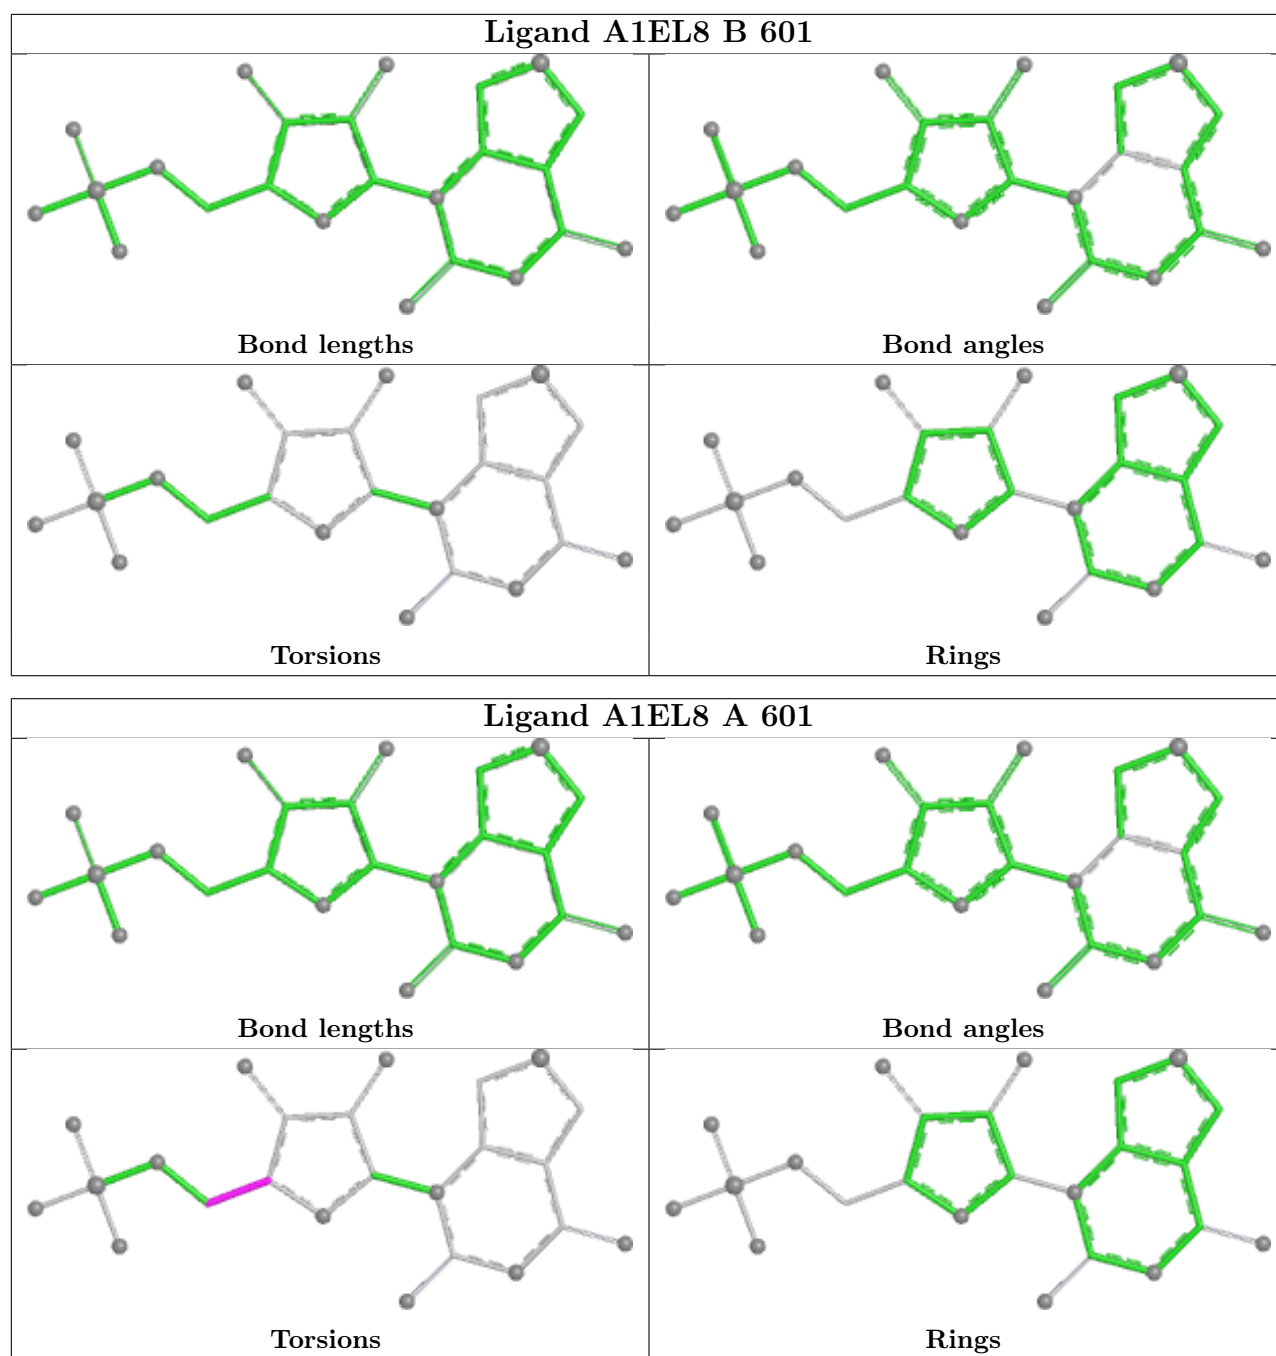 Ligand A1EL8 B 601
Bond lengths
Bond angles
Torsions
Rings
Ligand A1EL8 A 601
Bond lengths
Bond angles
Torsions
Rings